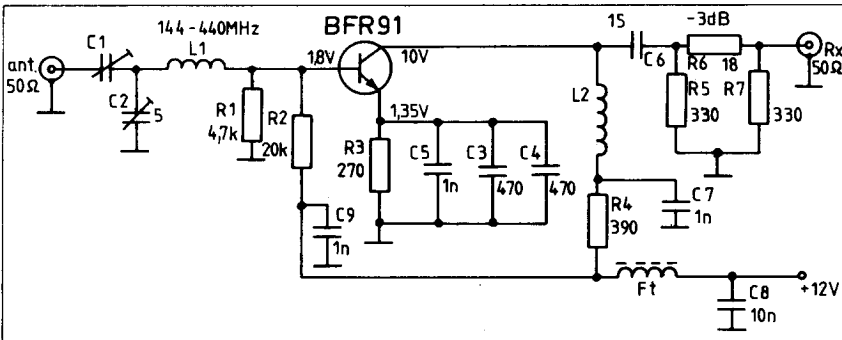 144-440MHz
BFR91
15
-3dB
ant.
50Ω
C1
L1
1,8V
10V
C6
R6
18
Rx
50Ω
C2
5
R1
4,7k
R2
20k
1,35V
L2
R5
330
R7
330
R3
270
C5
1n
C3
470
C4
470
C9
1n
R4
390
C7
1n
Ft
C8
10n
+12V